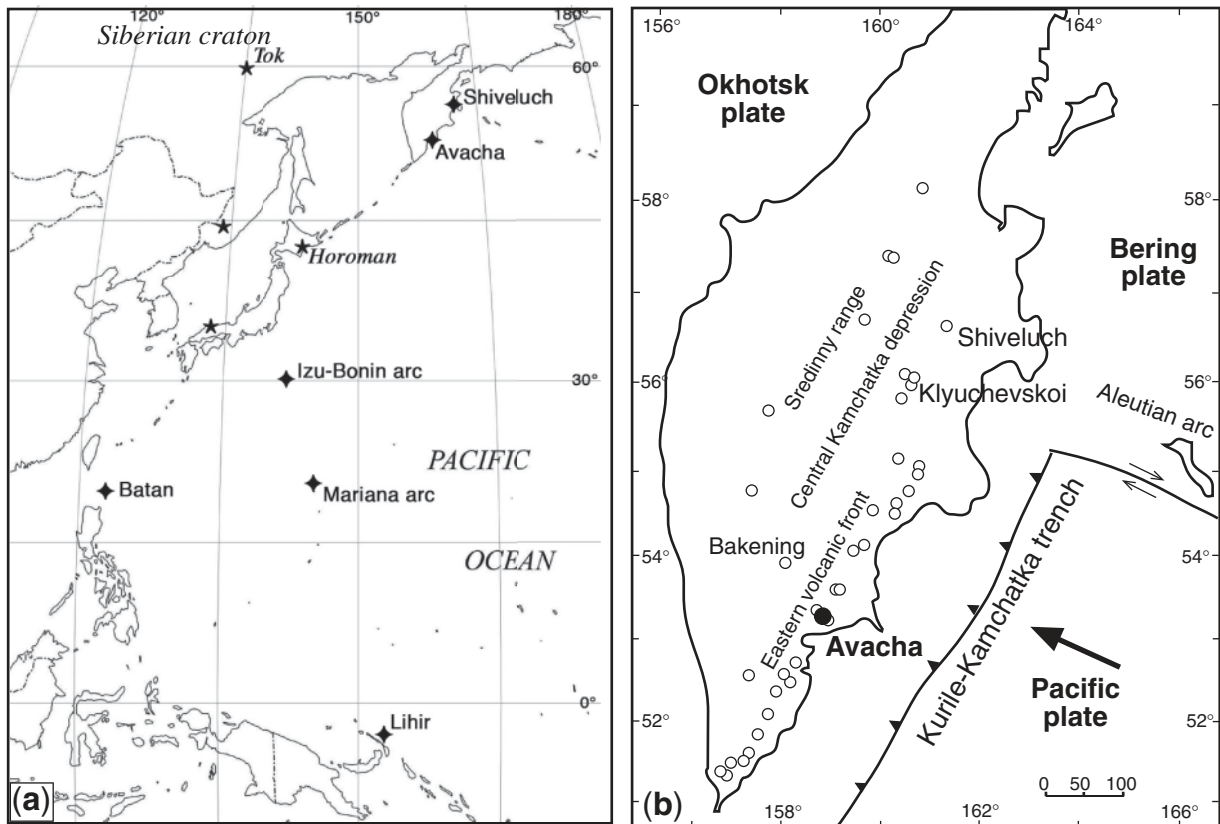 120°
150°
180°
Siberian craton
Tok
60°
Shiveluch
Avacha
Horoman
Izu-Bonin arc
30°
PACIFIC
Batan
Mariana arc
OCEAN
0°
Lihir
(a)
156°
160°
164°
Okhotsk
plate
58°
Bering
plate
Sredinny range
Central Kamchatka depression
Shiveluch
56°
56°
Klyuchevskoi
Aleutian arc
Eastern volcanic front
Bakening
54°
54°
Avacha
Kurile-Kamchatka trench
Pacific
plate
52°
52°
0 50 100
(b)
158°
162°
166°